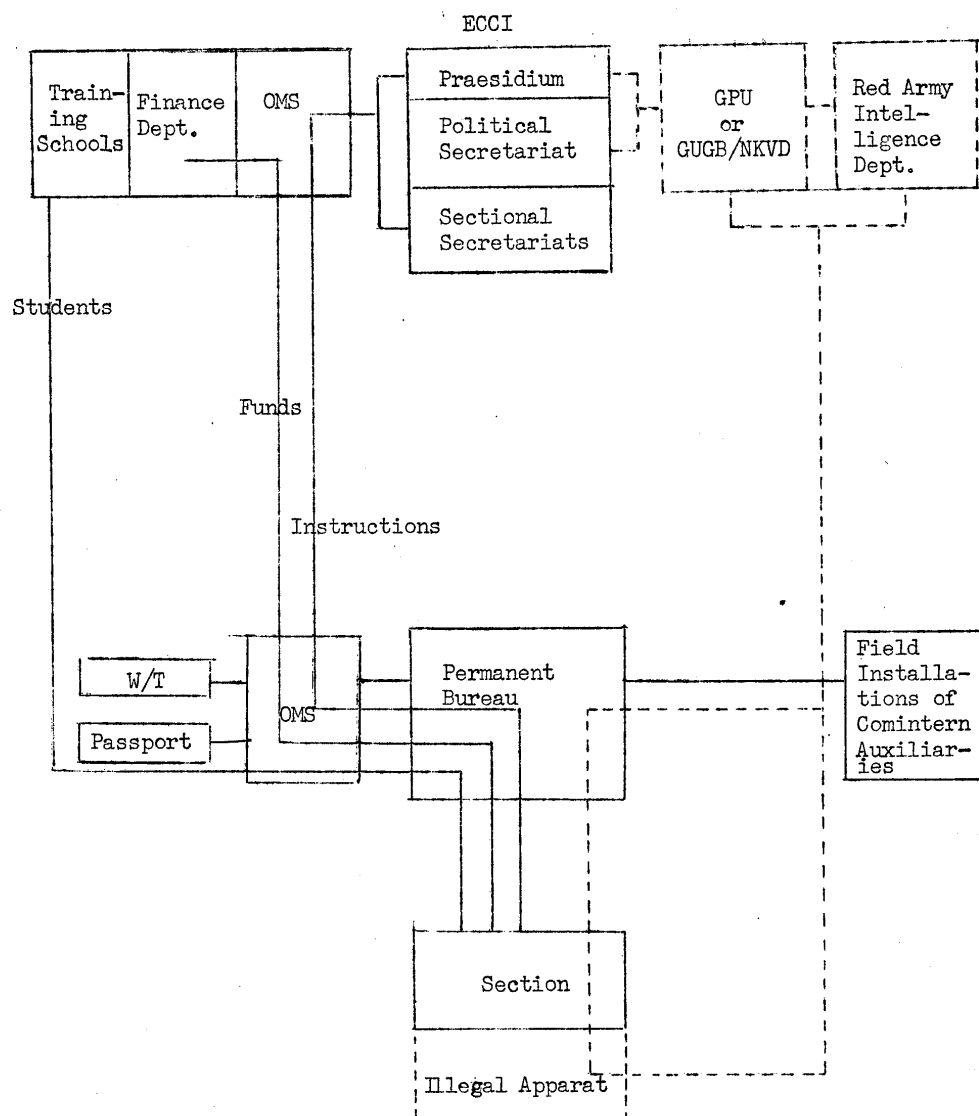 ECCI
Train-
ing
Schools
Finance
Dept.
OMS
Praesidium
Political
Secretariat
Sectional
Secretariats
GPU
or
GUGB/NKVD
Red Army
Intel-
ligence
Dept.
Students
Funds
Instructions
W/T
Passport
OMS
Permanent
Bureau
Field
Installa-
tions of
Comintern
Auxiliar-
ies
Section
Illegal Apparat